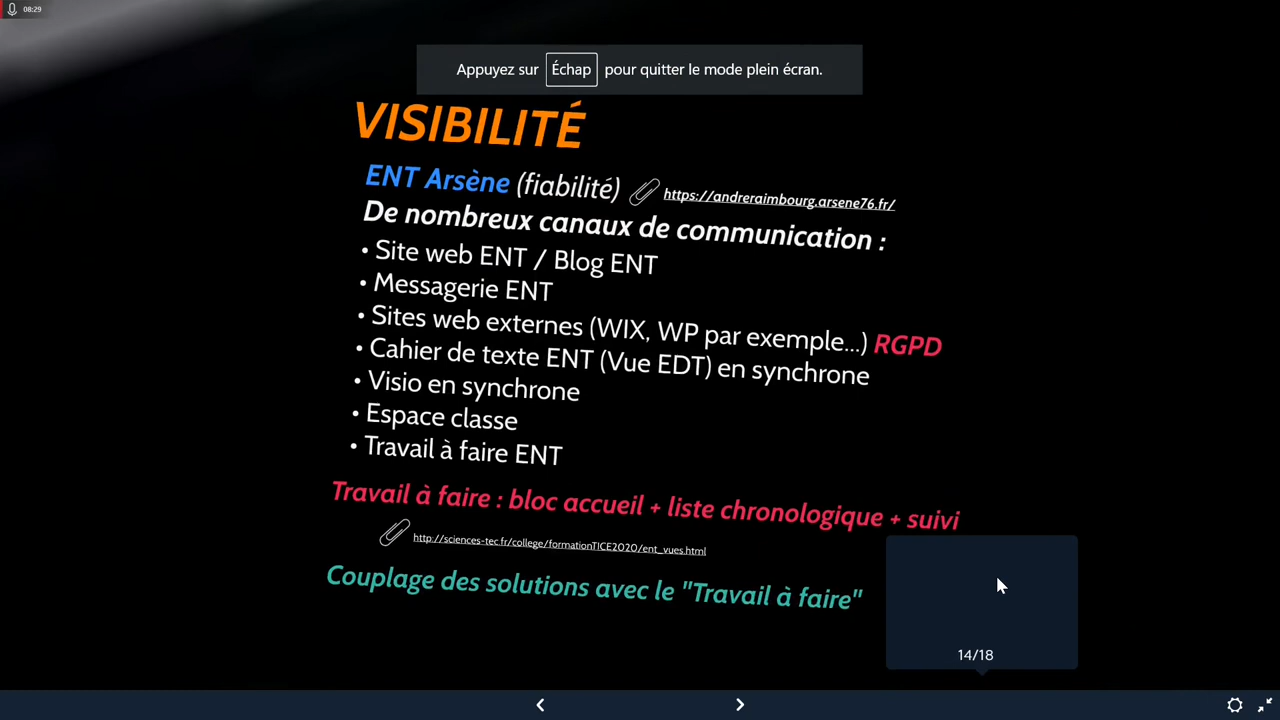 08:29
Appuyez sur Échap pour quitter le mode plein écran.
VISIBILITÉ
ENT Arsène (fiabilité) https://andreraimbourg.arsene76.fr/
De nombreux canaux de communication :
• Site web ENT / Blog ENT
• Messagerie ENT
• Sites web externes (WIX, WP par exemple...) RGPD
• Cahier de texte ENT (Vue EDT) en synchrone
• Visio en synchrone
• Espace classe
• Travail à faire ENT
Travail à faire : bloc accueil + liste chronologique + suivi
http://sciences-tec.fr/college/formationTICE2020/ent_vues.html
Couplage des solutions avec le "Travail à faire"
14/18